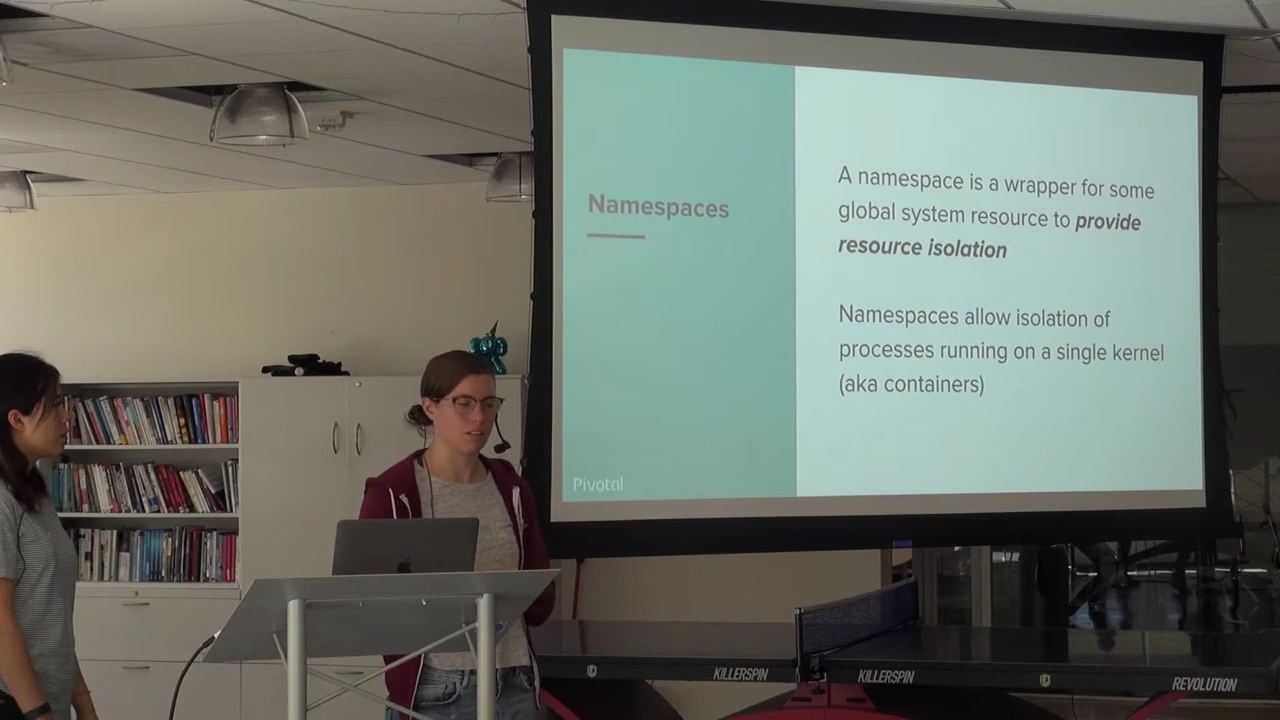 Namespaces
A namespace is a wrapper for some
global system resource to provide
resource isolation
Namespaces allow isolation of
processes running on a single kernel
(aka containers)
Pivotal
KILLERSPIN
KILLERSPIN
REVOLUTION